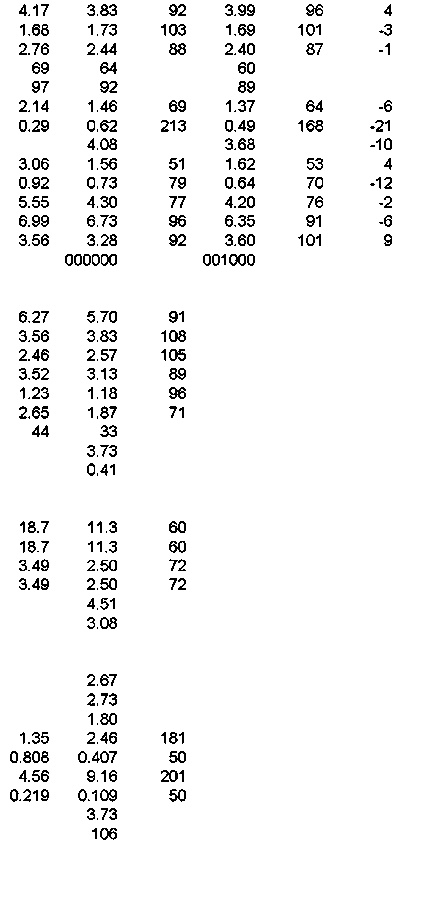 4.17 3.83 92 3.99 96 4
1.68 1.73 103 1.69 101 -3
2.76 2.44 88 2.40 87 -1
69 64 60
97 92 89
2.14 1.46 69 1.37 64 -6
0.29 0.62 213 0.49 168 -21
4.08 3.68 -10
3.06 1.56 51 1.62 53 4
0.92 0.73 79 0.64 70 -12
5.55 4.30 77 4.20 76 -2
6.99 6.73 96 6.35 91 -6
3.56 3.28 92 3.60 101 9
000000 001000
6.27 5.70 91
3.56 3.83 108
2.46 2.57 105
3.52 3.13 89
1.23 1.18 96
2.65 1.87 71
44 33
3.73
0.41
18.7 11.3 60
18.7 11.3 60
3.49 2.50 72
3.49 2.50 72
4.51
3.08
2.67
2.73
1.80
1.35 2.46 181
0.808 0.407 50
4.56 9.16 201
0.219 0.109 50
3.73
106